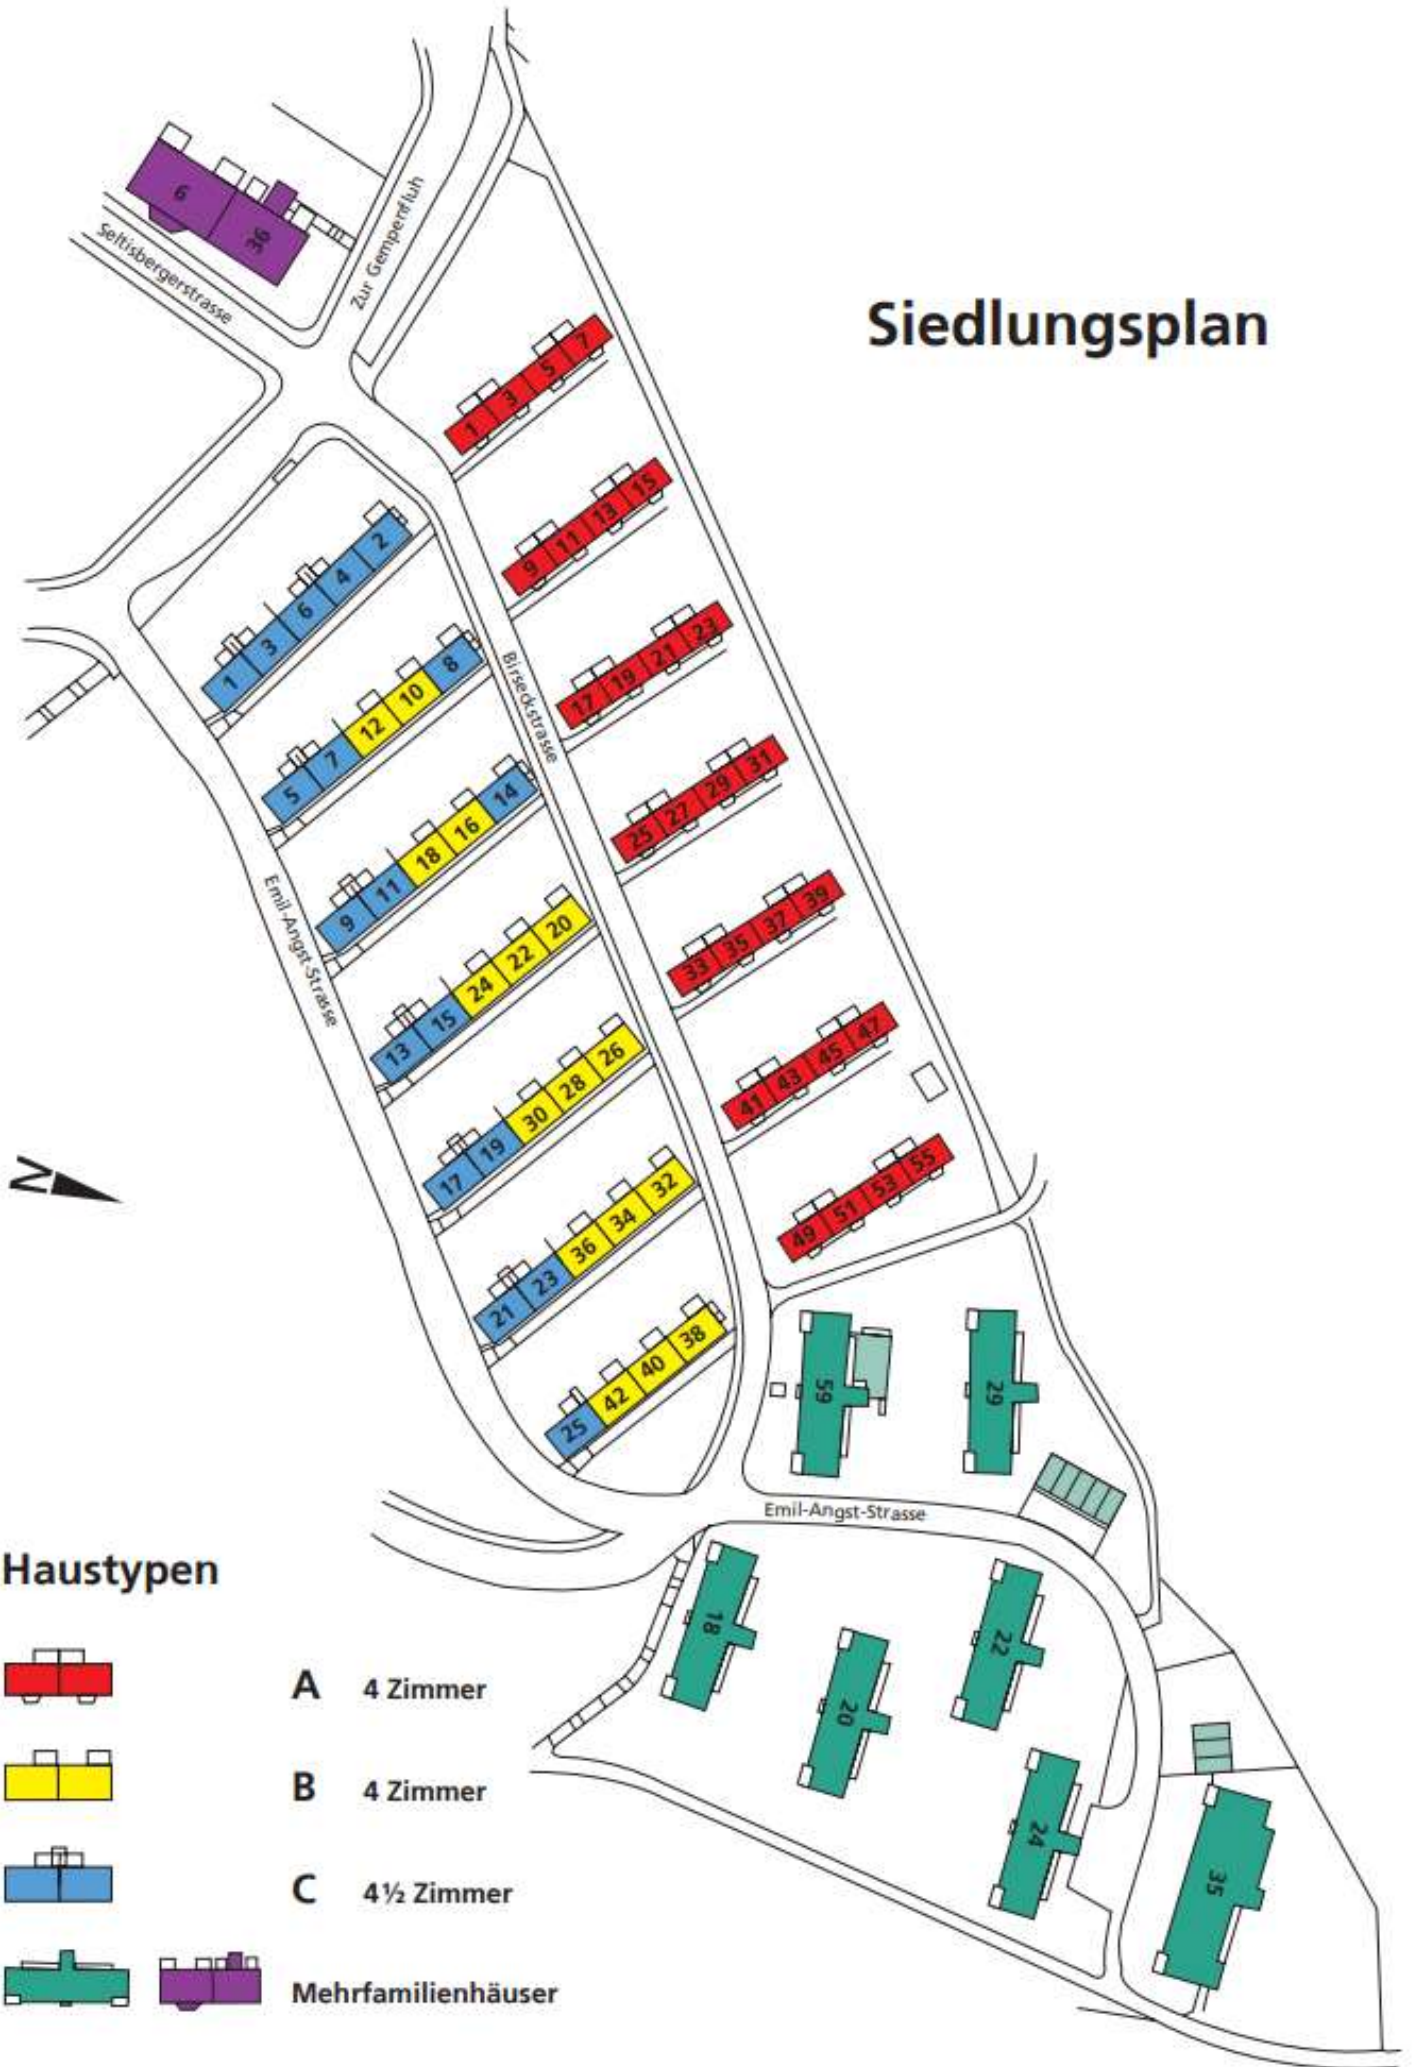 6
36
Seltisbergerstrasse
Zur Gempenfluh
Siedlungsplan
1 3 5 7
9 11 13 15
17 19 21 23
25 27 29 31
33 35 37 39
41 43 45 47
49 51 53 55
Birseckstrasse
1 3 6 4 2
5 7 12 10 8
9 11 18 16 14
13 15 24 22 20
17 19 30 28 26
21 23 36 34 32
25 42 40 38
Emil-Angst-Strasse
N
59
29
Emil-Angst-Strasse
18
20
22
24
35
Haustypen
A 4 Zimmer
B 4 Zimmer
C 4½ Zimmer
Mehrfamilienhäuser